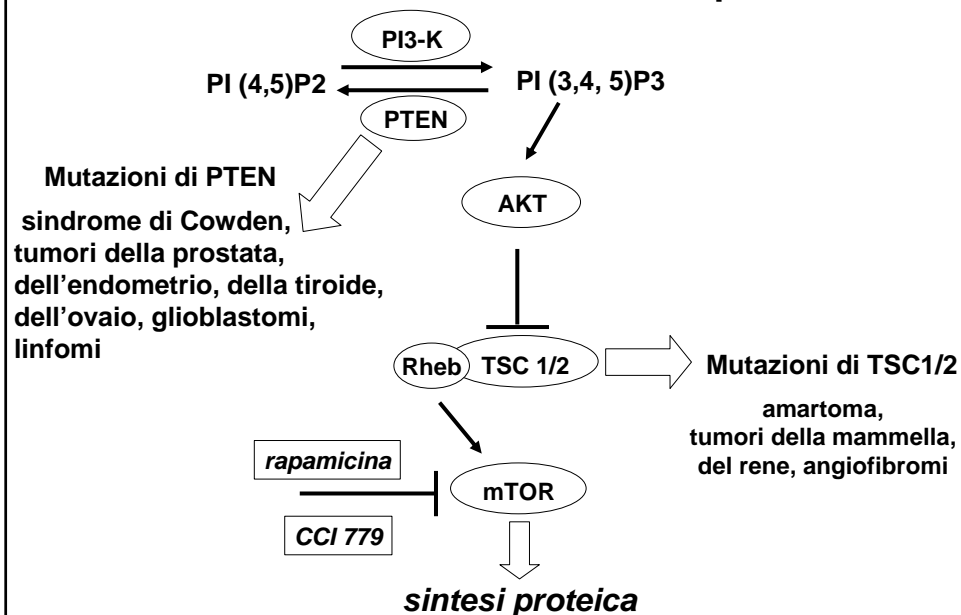 PI3-K
PI (4,5)P2
PI (3,4, 5)P3
PTEN
Mutazioni di PTEN
sindrome di Cowden,
tumori della prostata,
dell'endometrio, della tiroide,
dell'ovaio, glioblastomi,
linfomi
AKT
Rheb
TSC 1/2
Mutazioni di TSC1/2
amartoma,
tumori della mammella,
del rene, angiofibromi
rapamicina
CCI 779
mTOR
sintesi proteica